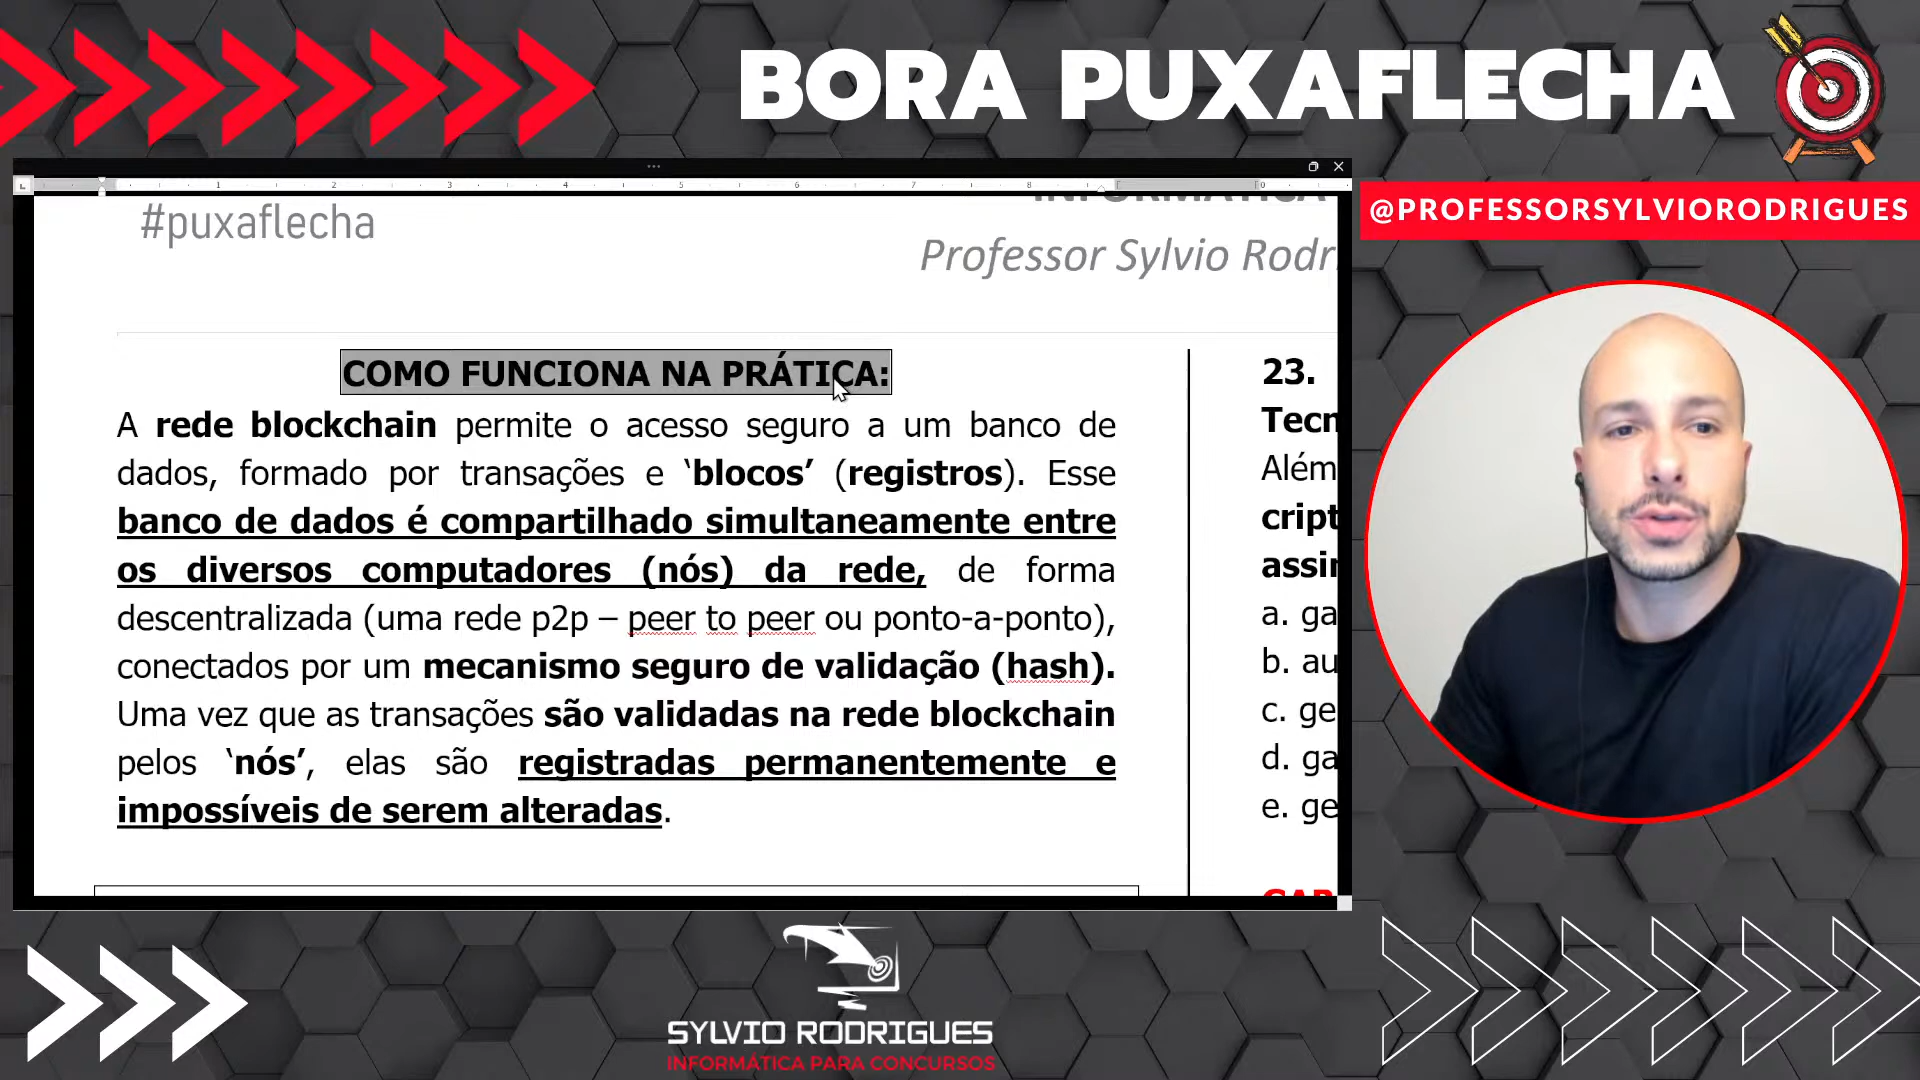 BORA PUXAFLECHA
@PROFESSORSYLVIORODRIGUES
#puxaflecha
Professor Sylvio Rodr
COMO FUNCIONA NA PRÁTICA:
A rede blockchain permite o acesso seguro a um banco de
dados, formado por transações e ‘blocos’ (registros). Esse
banco de dados é compartilhado simultaneamente entre
os diversos computadores (nós) da rede, de forma
descentralizada (uma rede p2p – peer to peer ou ponto-a-ponto),
conectados por um mecanismo seguro de validação (hash).
Uma vez que as transações são validadas na rede blockchain
pelos ‘nós’, elas são registradas permanentemente e
impossíveis de serem alteradas.
23.
Tecn
Além
cript
assin
a. ga
b. au
c. ge
d. ga
e. ge
SYLVIO RODRIGUES
INFORMÁTICA PARA CONCURSOS